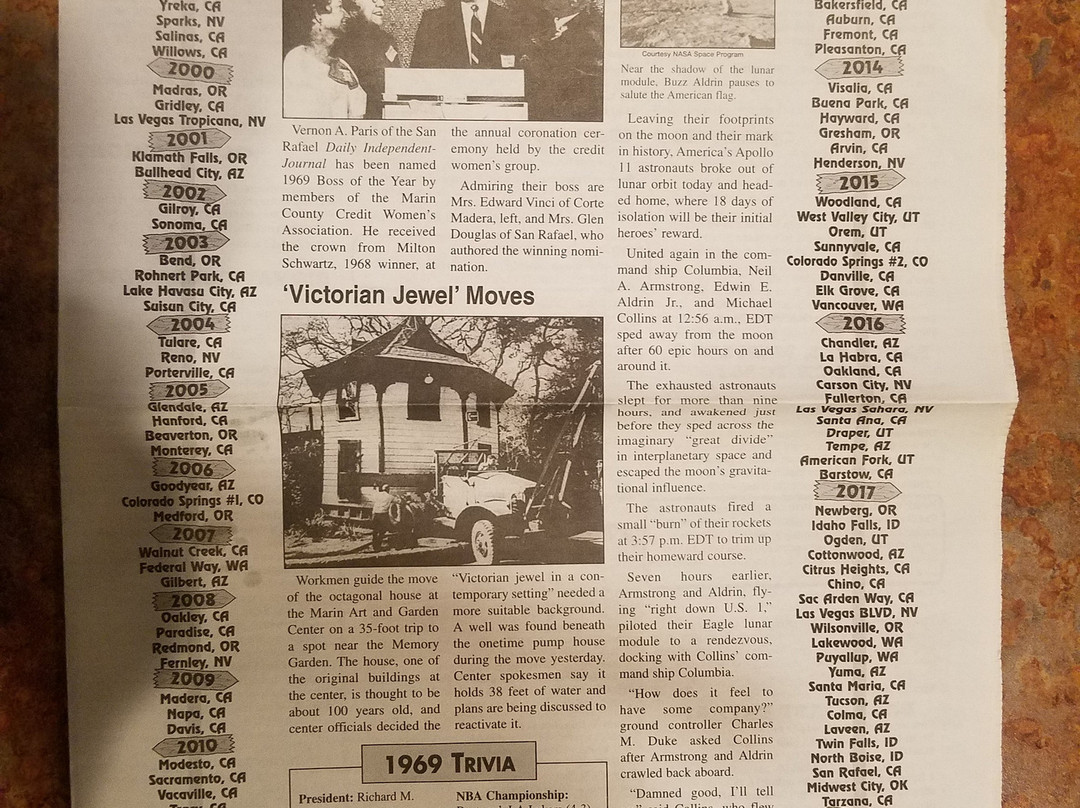 Yreka, CA
Sparks, NV
Salinas, CA
Willows, CA
2000
Madras, OR
Gridley, CA
Las Vegas Tropicana, NV
2001
Klamath Falls, OR
Bullhead City, AZ
2002
Gilroy, CA
Sonoma, CA
2003
Bend, OR
Rohnert Park, CA
Lake Havasu City, AZ
Suisun City, CA
2004
Tulare, CA
Reno, NV
Porterville, CA
2005
Glendale, AZ
Hanford, CA
Beaverton, OR
Monterey, CA
2006
Goodyear, AZ
Colorado Springs #1, CO
Medford, OR
2007
Walnut Creek, CA
Federal Way, WA
Gilbert, AZ
2008
Oakley, CA
Paradise, CA
Redmond, OR
Fernley, NV
2009
Madera, CA
Napa, CA
Davis, CA
2010
Modesto, CA
Sacramento, CA
Vacaville, CA
Vernon A. Paris of the San
Rafael Daily Independent-
Journal has been named
1969 Boss of the Year by
members of the Marin
County Credit Women's
Association. He received
the crown from Milton
Schwartz, 1968 winner, at
the annual coronation cer-
emony held by the credit
women's group.
Admiring their boss are
Mrs. Edward Vinci of Corte
Madera, left, and Mrs. Glen
Douglas of San Rafael, who
authored the winning nomi-
nation.
'Victorian Jewel' Moves
Workmen guide the move
of the octagonal house at
the Marin Art and Garden
Center on a 35-foot trip to
a spot near the Memory
Garden. The house, one of
the original buildings at
the center, is thought to be
about 100 years old, and
center officials decided the
"Victorian jewel in a con-
temporary setting" needed a
more suitable background.
A well was found beneath
the onetime pump house
during the move yesterday.
Center spokesmen say it
holds 38 feet of water and
plans are being discussed to
reactivate it.
1969 TRIVIA
President: Richard M.
NBA Championship:
Courtesy NASA Space Program
Near the shadow of the lunar
module, Buzz Aldrin pauses to
salute the American flag.
Leaving their footprints
on the moon and their mark
in history, America's Apollo
11 astronauts broke out of
lunar orbit today and head-
ed home, where 18 days of
isolation will be their initial
heroes' reward.
United again in the com-
mand ship Columbia, Neil
A. Armstrong, Edwin E.
Aldrin Jr., and Michael
Collins at 12:56 a.m., EDT
sped away from the moon
after 60 epic hours on and
around it.
The exhausted astronauts
slept for more than nine
hours, and awakened just
before they sped across the
imaginary "great divide"
in interplanetary space and
escaped the moon's gravita-
tional influence.
The astronauts fired a
small "burn" of their rockets
at 3:57 p.m. EDT to trim up
their homeward course.
Seven hours earlier,
Armstrong and Aldrin, fly-
ing "right down U.S. 1,"
piloted their Eagle lunar
module to a rendezvous,
docking with Collins' com-
mand ship Columbia.
"How does it feel to
have some company?"
ground controller Charles
M. Duke asked Collins
after Armstrong and Aldrin
crawled back aboard.
"Damned good, I'll tell
Bakersfield, CA
Auburn, CA
Fremont, CA
Pleasanton, CA
2014
Visalia, CA
Buena Park, CA
Hayward, CA
Gresham, OR
Arvin, CA
Henderson, NV
2015
Woodland, CA
West Valley City, UT
Orem, UT
Sunnyvale, CA
Colorado Springs #2, CO
Danville, CA
Elk Grove, CA
Vancouver, WA
2016
Chandler, AZ
La Habra, CA
Oakland, CA
Carson City, NV
Fullerton, CA
Las Vegas Sahara, NV
Santa Ana, CA
Draper, UT
Tempe, AZ
American Fork, UT
Barstow, CA
2017
Newberg, OR
Idaho Falls, ID
Ogden, UT
Cottonwood, AZ
Citrus Heights, CA
Chino, CA
Sac Arden Way, CA
Las Vegas BLVD, NV
Wilsonville, OR
Lakewood, WA
Puyallup, WA
Yuma, AZ
Santa Maria, CA
Tucson, AZ
Colma, CA
Laveen, AZ
Twin Falls, ID
North Boise, ID
San Rafael, CA
Midwest City, OK
Tarzana, CA